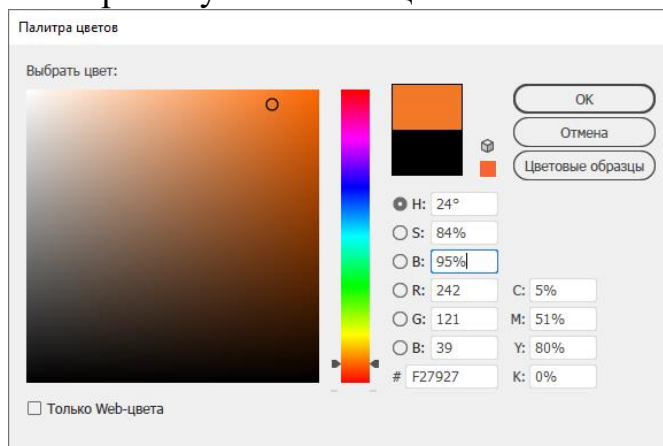 Палитра цветов
Выбрать цвет:
ОК
Отмена
Цветовые образцы
H: 24°
S: 84%
B: 95%
R: 242 C: 5%
G: 121 M: 51%
B: 39 Y: 80%
# F27927 K: 0%
Только Web-цвета